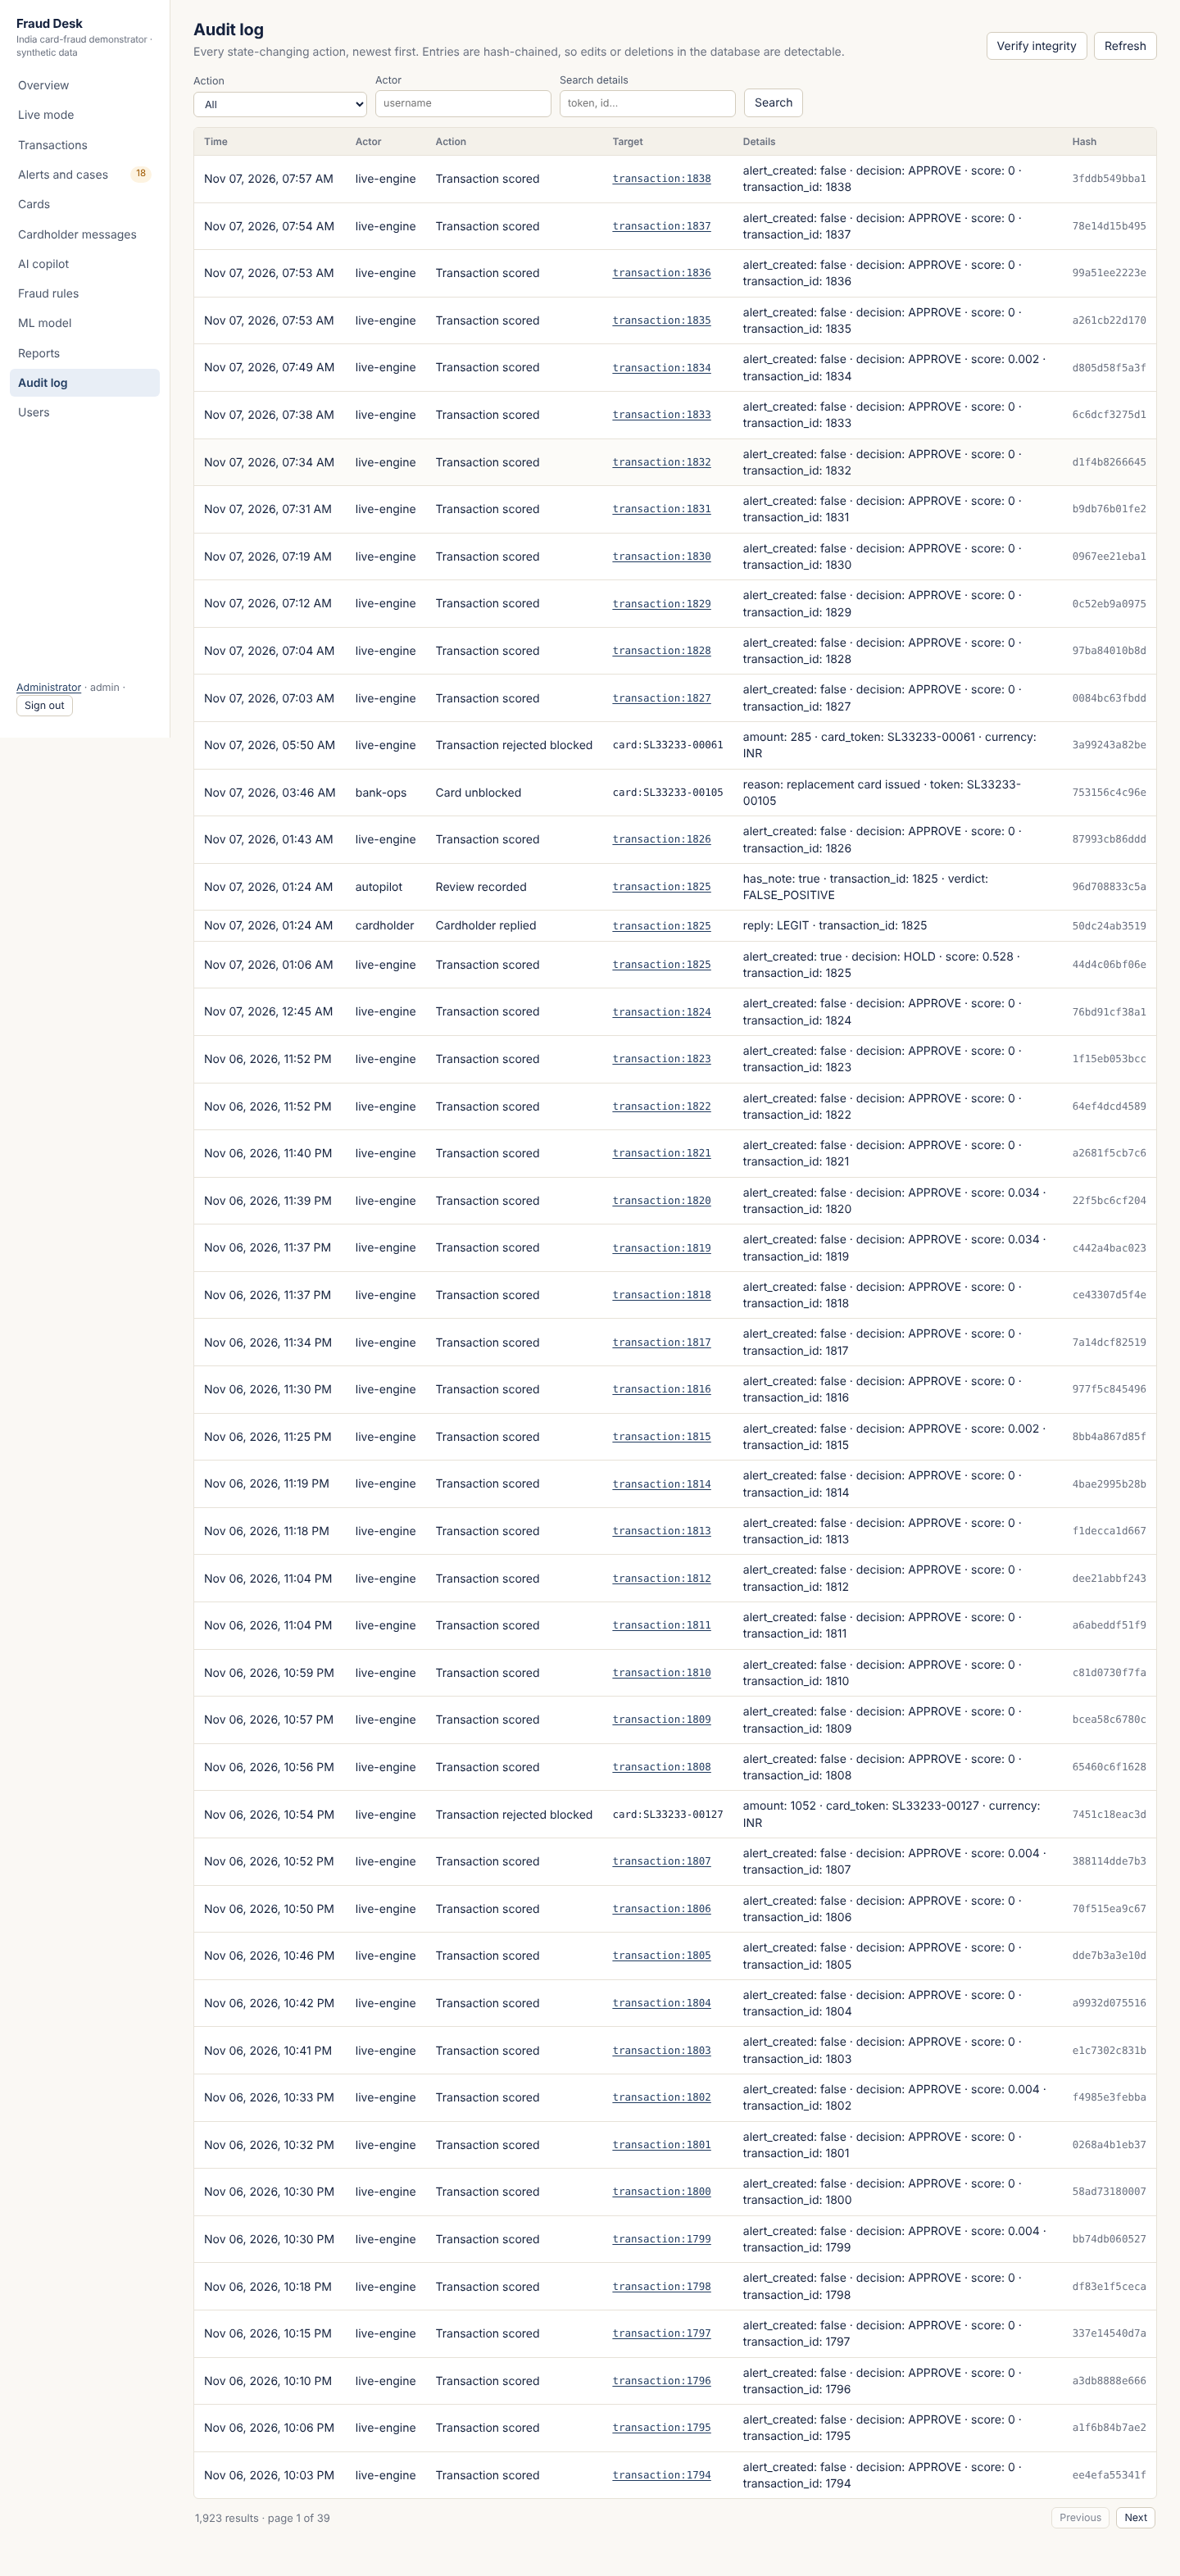 Fraud Desk
India card-fraud demonstrator ·
synthetic data
Overview
Live mode
Transactions
Alerts and cases 18
Cards
Cardholder messages
AI copilot
Fraud rules
ML model
Reports
Audit log
Users
Administrator · admin ·
Sign out
Audit log
Every state-changing action, newest first. Entries are hash-chained, so edits or deletions in the database are detectable.
Verify integrity Refresh
Action Actor Search details
All username token, id... Search
Time Actor Action Target Details Hash
Nov 07, 2026, 07:57 AM live-engine Transaction scored transaction:1838 alert_created: false · decision: APPROVE · score: 0 · 3fddb549bba1
transaction_id: 1838
Nov 07, 2026, 07:54 AM live-engine Transaction scored transaction:1837 alert_created: false · decision: APPROVE · score: 0 · 78e14d15b495
transaction_id: 1837
Nov 07, 2026, 07:53 AM live-engine Transaction scored transaction:1836 alert_created: false · decision: APPROVE · score: 0 · 99a51ee2223e
transaction_id: 1836
Nov 07, 2026, 07:53 AM live-engine Transaction scored transaction:1835 alert_created: false · decision: APPROVE · score: 0 · a261cb22d170
transaction_id: 1835
Nov 07, 2026, 07:49 AM live-engine Transaction scored transaction:1834 alert_created: false · decision: APPROVE · score: 0.002 · d805d58f5a3f
transaction_id: 1834
Nov 07, 2026, 07:38 AM live-engine Transaction scored transaction:1833 alert_created: false · decision: APPROVE · score: 0 · 6c6dcf3275d1
transaction_id: 1833
Nov 07, 2026, 07:34 AM live-engine Transaction scored transaction:1832 alert_created: false · decision: APPROVE · score: 0 · d1f4b8266645
transaction_id: 1832
Nov 07, 2026, 07:31 AM live-engine Transaction scored transaction:1831 alert_created: false · decision: APPROVE · score: 0 · b9db76b01fe2
transaction_id: 1831
Nov 07, 2026, 07:19 AM live-engine Transaction scored transaction:1830 alert_created: false · decision: APPROVE · score: 0 · 0967ee21eba1
transaction_id: 1830
Nov 07, 2026, 07:12 AM live-engine Transaction scored transaction:1829 alert_created: false · decision: APPROVE · score: 0 · 0c52eb9a0975
transaction_id: 1829
Nov 07, 2026, 07:04 AM live-engine Transaction scored transaction:1828 alert_created: false · decision: APPROVE · score: 0 · 97ba84010b8d
transaction_id: 1828
Nov 07, 2026, 07:03 AM live-engine Transaction scored transaction:1827 alert_created: false · decision: APPROVE · score: 0 · 0084bc63fbdd
transaction_id: 1827
Nov 07, 2026, 05:50 AM live-engine Transaction rejected blocked card:SL33233-00061 amount: 285 · card_token: SL33233-00061 · currency: 3a99243a82be
INR
Nov 07, 2026, 03:46 AM bank-ops Card unblocked card:SL33233-00105 reason: replacement card issued · token: SL33233- 753156c4c96e
00105
Nov 07, 2026, 01:43 AM live-engine Transaction scored transaction:1826 alert_created: false · decision: APPROVE · score: 0 · 87993cb86ddd
transaction_id: 1826
Nov 07, 2026, 01:24 AM autopilot Review recorded transaction:1825 has_note: true · transaction_id: 1825 · verdict: 96d708833c5a
FALSE_POSITIVE
Nov 07, 2026, 01:24 AM cardholder Cardholder replied transaction:1825 reply: LEGIT · transaction_id: 1825 50dc24ab3519
Nov 07, 2026, 01:06 AM live-engine Transaction scored transaction:1825 alert_created: true · decision: HOLD · score: 0.528 · 44d4c06bf06e
transaction_id: 1825
Nov 07, 2026, 12:45 AM live-engine Transaction scored transaction:1824 alert_created: false · decision: APPROVE · score: 0 · 76bd91cf38a1
transaction_id: 1824
Nov 06, 2026, 11:52 PM live-engine Transaction scored transaction:1823 alert_created: false · decision: APPROVE · score: 0 · 1f15eb053bcc
transaction_id: 1823
Nov 06, 2026, 11:52 PM live-engine Transaction scored transaction:1822 alert_created: false · decision: APPROVE · score: 0 · 64ef4dcd4589
transaction_id: 1822
Nov 06, 2026, 11:40 PM live-engine Transaction scored transaction:1821 alert_created: false · decision: APPROVE · score: 0 · a2681f5cb7c6
transaction_id: 1821
Nov 06, 2026, 11:39 PM live-engine Transaction scored transaction:1820 alert_created: false · decision: APPROVE · score: 0.034 · 22f5bc6cf204
transaction_id: 1820
Nov 06, 2026, 11:37 PM live-engine Transaction scored transaction:1819 alert_created: false · decision: APPROVE · score: 0.034 · c442a4bac023
transaction_id: 1819
Nov 06, 2026, 11:37 PM live-engine Transaction scored transaction:1818 alert_created: false · decision: APPROVE · score: 0 · ce43307d5f4e
transaction_id: 1818
Nov 06, 2026, 11:34 PM live-engine Transaction scored transaction:1817 alert_created: false · decision: APPROVE · score: 0 · 7a14dcf82519
transaction_id: 1817
Nov 06, 2026, 11:30 PM live-engine Transaction scored transaction:1816 alert_created: false · decision: APPROVE · score: 0 · 977f5c845496
transaction_id: 1816
Nov 06, 2026, 11:25 PM live-engine Transaction scored transaction:1815 alert_created: false · decision: APPROVE · score: 0.002 · 8bb4a867d85f
transaction_id: 1815
Nov 06, 2026, 11:19 PM live-engine Transaction scored transaction:1814 alert_created: false · decision: APPROVE · score: 0 · 4bae2995b28b
transaction_id: 1814
Nov 06, 2026, 11:18 PM live-engine Transaction scored transaction:1813 alert_created: false · decision: APPROVE · score: 0 · f1decca1d667
transaction_id: 1813
Nov 06, 2026, 11:04 PM live-engine Transaction scored transaction:1812 alert_created: false · decision: APPROVE · score: 0 · dee21abbf243
transaction_id: 1812
Nov 06, 2026, 11:04 PM live-engine Transaction scored transaction:1811 alert_created: false · decision: APPROVE · score: 0 · a6abeddf51f9
transaction_id: 1811
Nov 06, 2026, 10:59 PM live-engine Transaction scored transaction:1810 alert_created: false · decision: APPROVE · score: 0 · c81d0730f7fa
transaction_id: 1810
Nov 06, 2026, 10:57 PM live-engine Transaction scored transaction:1809 alert_created: false · decision: APPROVE · score: 0 · bcea58c6780c
transaction_id: 1809
Nov 06, 2026, 10:56 PM live-engine Transaction scored transaction:1808 alert_created: false · decision: APPROVE · score: 0 · 65460c6f1628
transaction_id: 1808
Nov 06, 2026, 10:54 PM live-engine Transaction rejected blocked card:SL33233-00127 amount: 1052 · card_token: SL33233-00127 · currency: 7451c18eac3d
INR
Nov 06, 2026, 10:52 PM live-engine Transaction scored transaction:1807 alert_created: false · decision: APPROVE · score: 0.004 · 388114dde7b3
transaction_id: 1807
Nov 06, 2026, 10:50 PM live-engine Transaction scored transaction:1806 alert_created: false · decision: APPROVE · score: 0 · 70f515ea9c67
transaction_id: 1806
Nov 06, 2026, 10:46 PM live-engine Transaction scored transaction:1805 alert_created: false · decision: APPROVE · score: 0 · dde7b3a3e10d
transaction_id: 1805
Nov 06, 2026, 10:42 PM live-engine Transaction scored transaction:1804 alert_created: false · decision: APPROVE · score: 0 · a9932d075516
transaction_id: 1804
Nov 06, 2026, 10:41 PM live-engine Transaction scored transaction:1803 alert_created: false · decision: APPROVE · score: 0 · e1c7302c831b
transaction_id: 1803
Nov 06, 2026, 10:33 PM live-engine Transaction scored transaction:1802 alert_created: false · decision: APPROVE · score: 0.004 · f4985e3febba
transaction_id: 1802
Nov 06, 2026, 10:32 PM live-engine Transaction scored transaction:1801 alert_created: false · decision: APPROVE · score: 0 · 0268a4b1eb37
transaction_id: 1801
Nov 06, 2026, 10:30 PM live-engine Transaction scored transaction:1800 alert_created: false · decision: APPROVE · score: 0 · 58ad73180007
transaction_id: 1800
Nov 06, 2026, 10:30 PM live-engine Transaction scored transaction:1799 alert_created: false · decision: APPROVE · score: 0.004 · bb74db060527
transaction_id: 1799
Nov 06, 2026, 10:18 PM live-engine Transaction scored transaction:1798 alert_created: false · decision: APPROVE · score: 0 · df83e1f5ceca
transaction_id: 1798
Nov 06, 2026, 10:15 PM live-engine Transaction scored transaction:1797 alert_created: false · decision: APPROVE · score: 0 · 337e14540d7a
transaction_id: 1797
Nov 06, 2026, 10:10 PM live-engine Transaction scored transaction:1796 alert_created: false · decision: APPROVE · score: 0 · a3db8888e666
transaction_id: 1796
Nov 06, 2026, 10:06 PM live-engine Transaction scored transaction:1795 alert_created: false · decision: APPROVE · score: 0 · a1f6b84b7ae2
transaction_id: 1795
Nov 06, 2026, 10:03 PM live-engine Transaction scored transaction:1794 alert_created: false · decision: APPROVE · score: 0 · ee4efa55341f
transaction_id: 1794
1,923 results · page 1 of 39 Previous Next